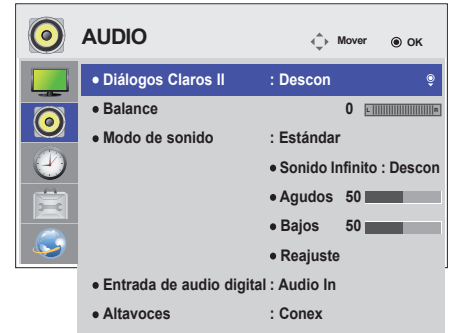 AUDIO
Mover
OK
• Diálogos Claros II : Descon
• Balance 0 L R
• Modo de sonido : Estándar
• Sonido Infinito : Descon
• Agudos 50
• Bajos 50
• Reajuste
• Entrada de audio digital : Audio In
• Altavoces : Conex